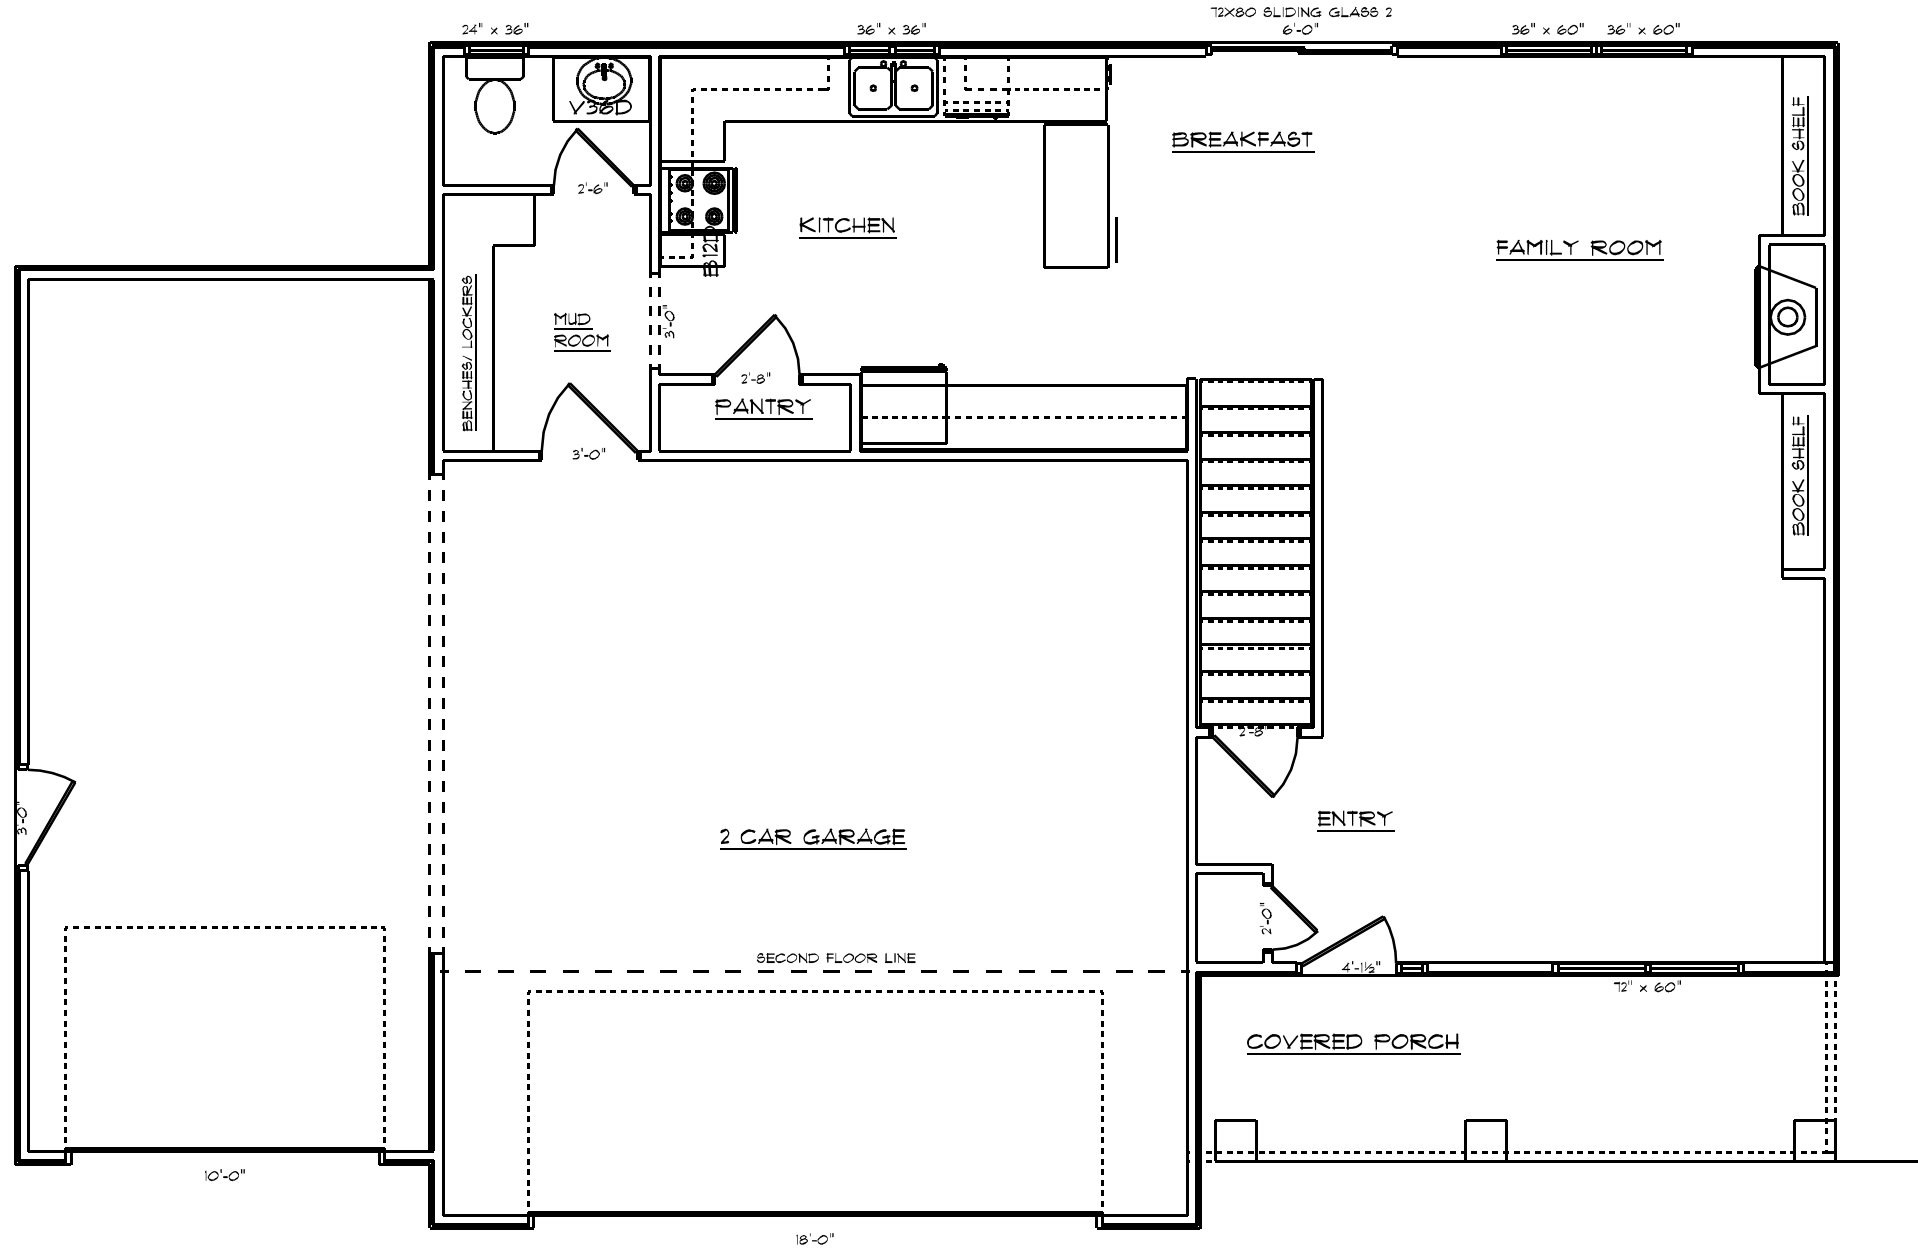 72X80 SLIDING GLASS 2
24" x 36"
36" x 36"
6'-0"
36" x 60"
36" x 60"
V36D
BREAKFAST
BOOK SHELF
2'-6"
KITCHEN
FAMILY ROOM
B12D
BENCHES/ LOCKERS
MUD
ROOM
3'-0"
2'-8"
PANTRY
3'-0"
BOOK SHELF
2'-8"
3'-0"
ENTRY
2 CAR GARAGE
2'-0"
SECOND FLOOR LINE
4'-1½"
72" x 60"
COVERED PORCH
10'-0"
18'-0"